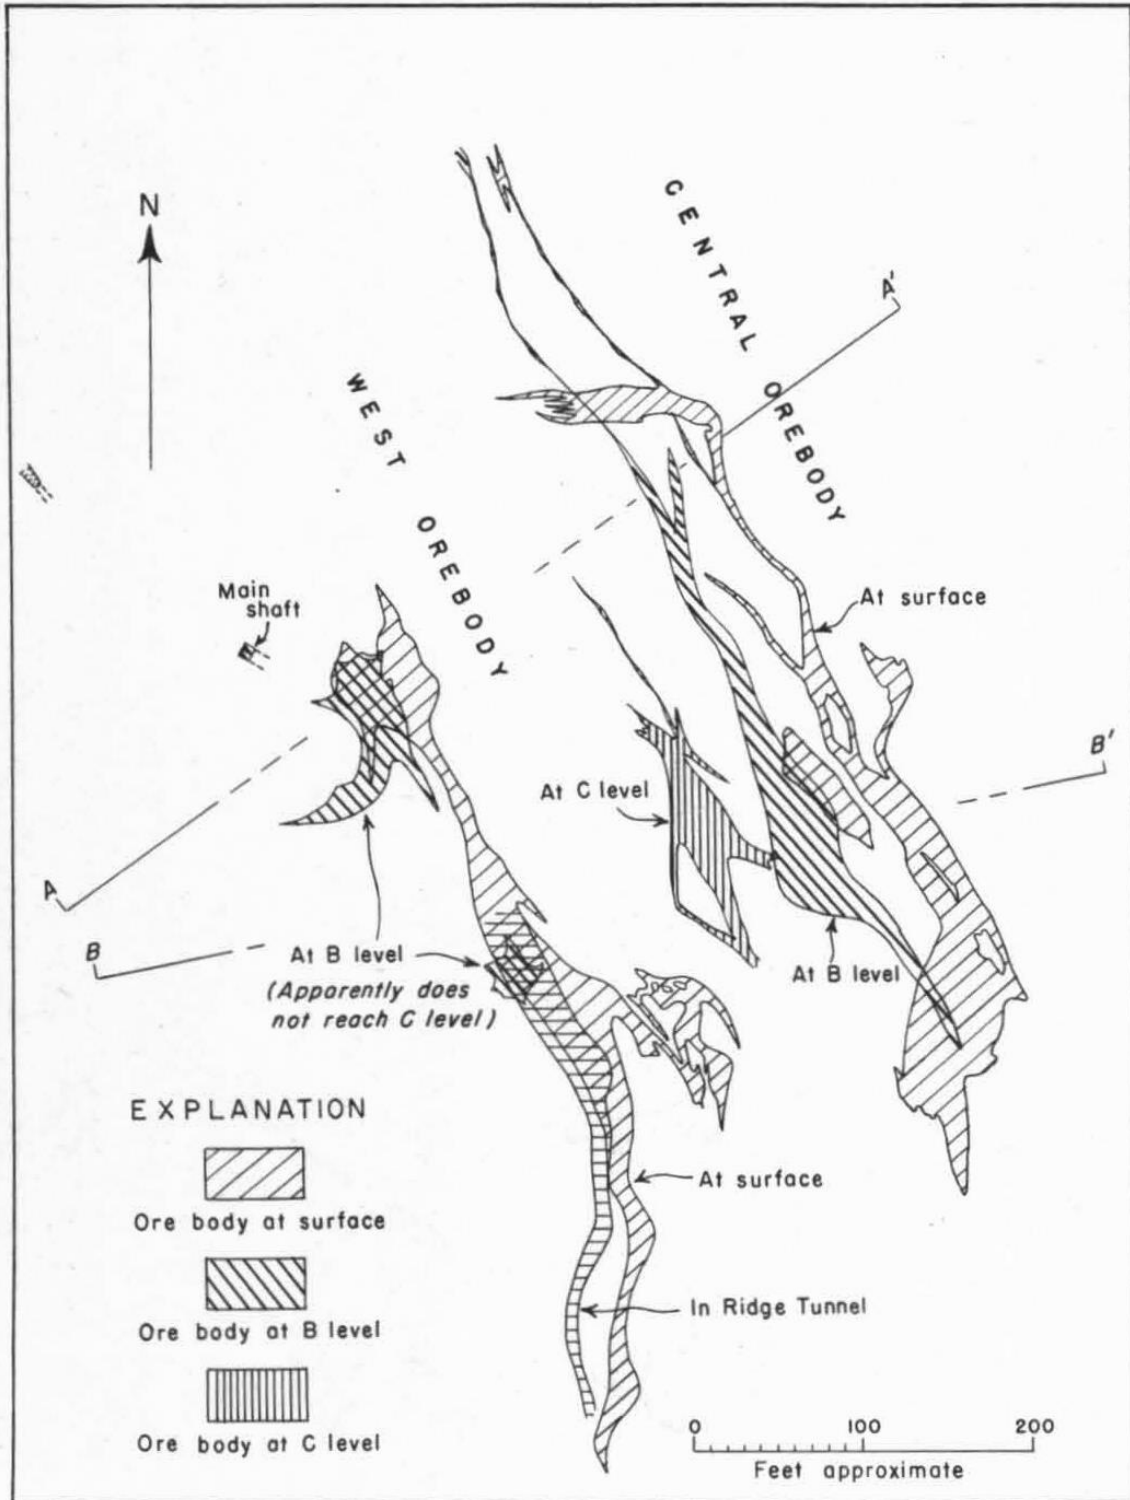 N
CENTRAL OREBODY
A'
WEST OREBODY
Main
shaft
At surface
B'
At C level
A
B
At B level
(Apparently does
not reach C level)
At B level
EXPLANATION
Ore body at surface
Ore body at B level
Ore body at C level
At surface
In Ridge Tunnel
0 100 200
Feet approximate